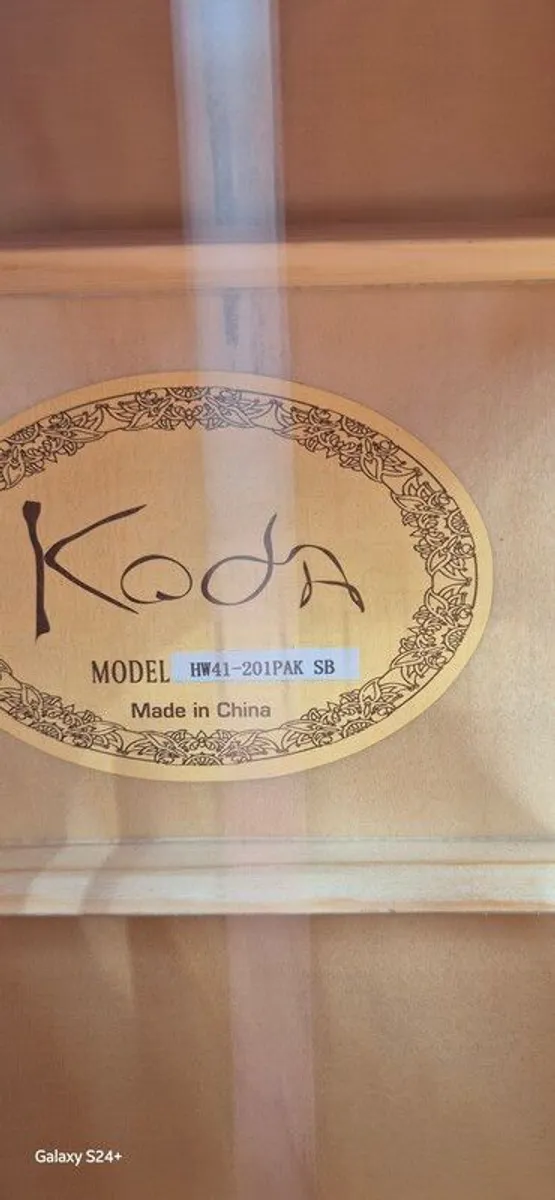 Koda
MODEL HW41-201PAK SB
Made in China
Galaxy S24+